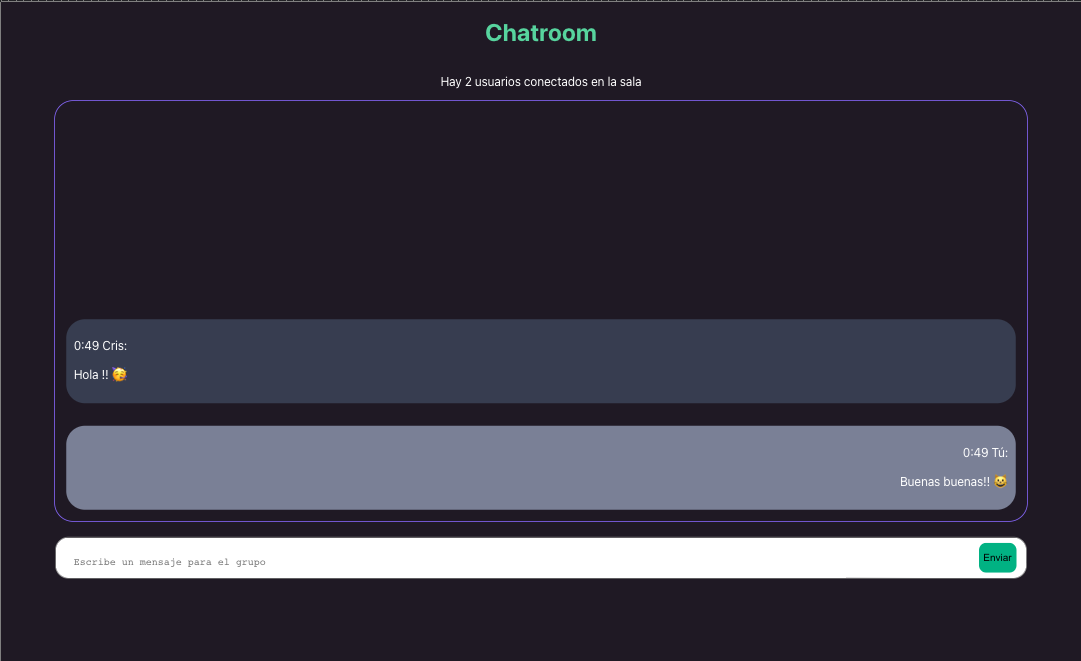 Chatroom
Hay 2 usuarios conectados en la sala
0:49 Cris:
Hola !! 🥳
0:49 Tú:
Buenas buenas!! 😀
Escribe un mensaje para el grupo
Enviar